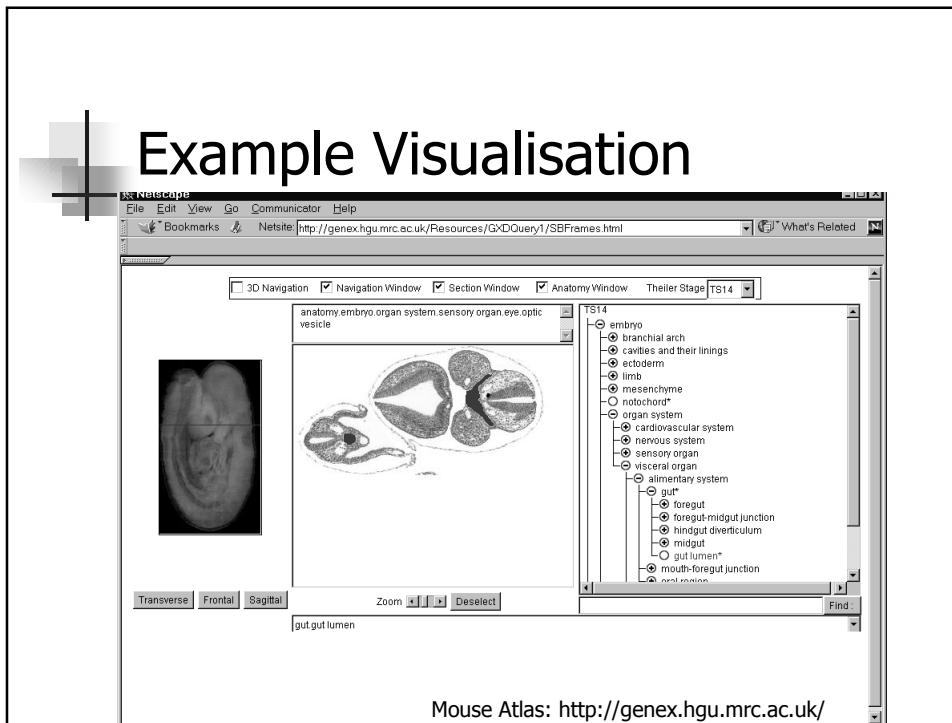 Example Visualisation
Netscape
File Edit View Go Communicator Help
Bookmarks Netsite: http://genex.hgu.mrc.ac.uk/Resources/GXDQuery1/SBFrames.html What's Related N
3D Navigation Navigation Window Section Window Anatomy Window Theiler Stage TS14
anatomy.embryo.organ system.sensory organ.eye.optic
vesicle
TS14
embryo
branchial arch
cavities and their linings
ectoderm
limb
mesenchyme
notochord*
organ system
cardiovascular system
nervous system
sensory organ
visceral organ
alimentary system
gut*
foregut
foregut-midgut junction
hindgut diverticulum
midgut
gut lumen*
mouth-foregut junction
oral region
Transverse Frontal Sagittal
Zoom Deselect
Find :
gut.gut lumen
Mouse Atlas: http://genex.hgu.mrc.ac.uk/